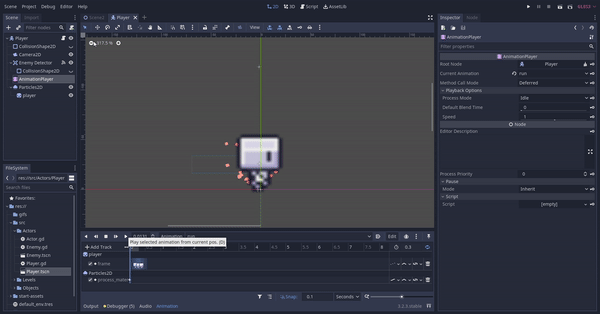 Scene Project Debug Editor Help
2D 3D Script AssetLib
GLES3
Scene Import
Player
Inspector Node
Player
CollisionShape2D
Camera2D
Enemy Detector
CollisionShape2D
AnimationPlayer
Particles2D
player
View
AnimationPlayer
Filter properties
AnimationPlayer
Root Node Player
Current Animation run
Method Call Mode Deferred
Playback Options
Process Mode Idle
Default Blend Time 0
Speed 1
Node
Editor Description
Process Priority 0
Pause
Mode Inherit
Script
Script [empty]
FileSystem
res://src/Actors/Player
Search files
Favorites:
res://
gifs
src
Actors
Actor.gd
Enemy.gd
Enemy.tscn
Player.gd
Player.tscn
Levels
Objects
start-assets
default_env.tres
Animation run Edit
Play selected animation from current pos. (D)
Add Track 0.3
player
frame
Particles2D
process_mater
Snap: 0.1 Seconds
Output Debugger (5) Audio Animation 3.2.3.stable